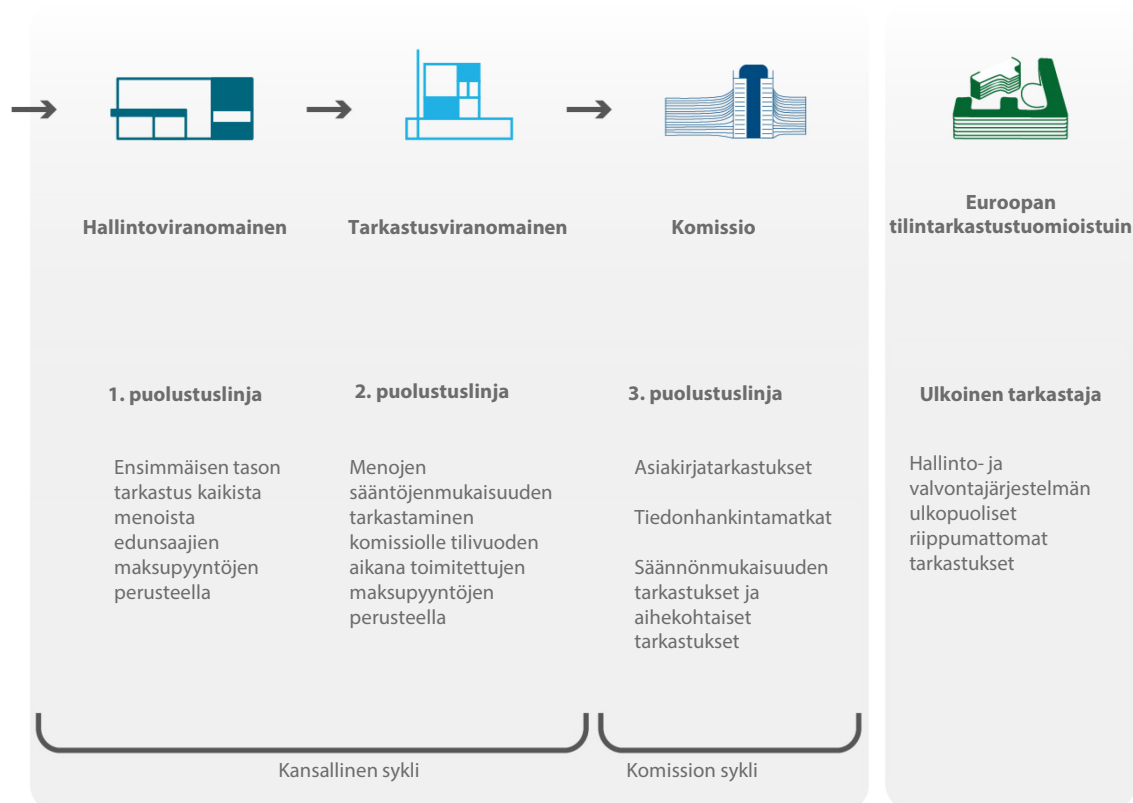 Hallintoviranomainen
1. puolustuslinja
Ensimmäisen tason
tarkastus kaikista
menoista
edunsaajien
maksupyyntöjen
perusteella
Tarkastusviranomainen
2. puolustuslinja
Menojen
sääntöjenmukaisuuden
tarkastaminen
komissiolle tilivuoden
aikana toimitettujen
maksupyyntöjen
perusteella
Kansallinen sykli
Komissio
3. puolustuslinja
Asiakirjatarkastukset
Tiedonhankintamatkat
Säännönmukaisuuden
tarkastukset ja
aihekohtaiset
tarkastukset
Komission sykli
Euroopan
tilintarkastustuomioistuin
Ulkoinen tarkastaja
Hallinto- ja
valvontajärjestelmän
ulkopuoliset
riippumattomat
tarkastukset